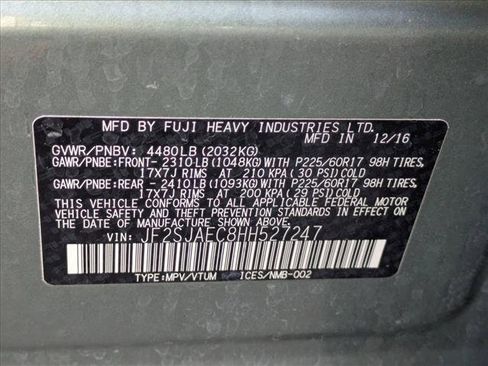 MFD BY FUJI HEAVY INDUSTRIES LTD.
MFD IN 12/16
GVWR/PNBV: 4480LB (2032KG)
GAWR/PNBE:FRONT- 2310LB (1048KG)WITH P225/60R17 98H TIRES,
17X7J RIMS AT 210 KPA (30 PSI)COLD
GAWR/PNBE:REAR - 2410LB (1093KG)WITH P225/60R17 98H TIRES,
17X7J RIMS AT 200 KPA (29 PSI)COLD
THIS VEHICLE CONFORMS TO ALL APPLICABLE FEDERAL MOTOR
VEHICLE SAFETY AND THEFT PREVENTION STANDARDS IN EFFECT
ON THE DATE OF MANUFACTURE SHOWN ABOVE.
VIN: JF2SJAEC8HH527247
TYPE:MPV/VTUM ICES/NMB-002